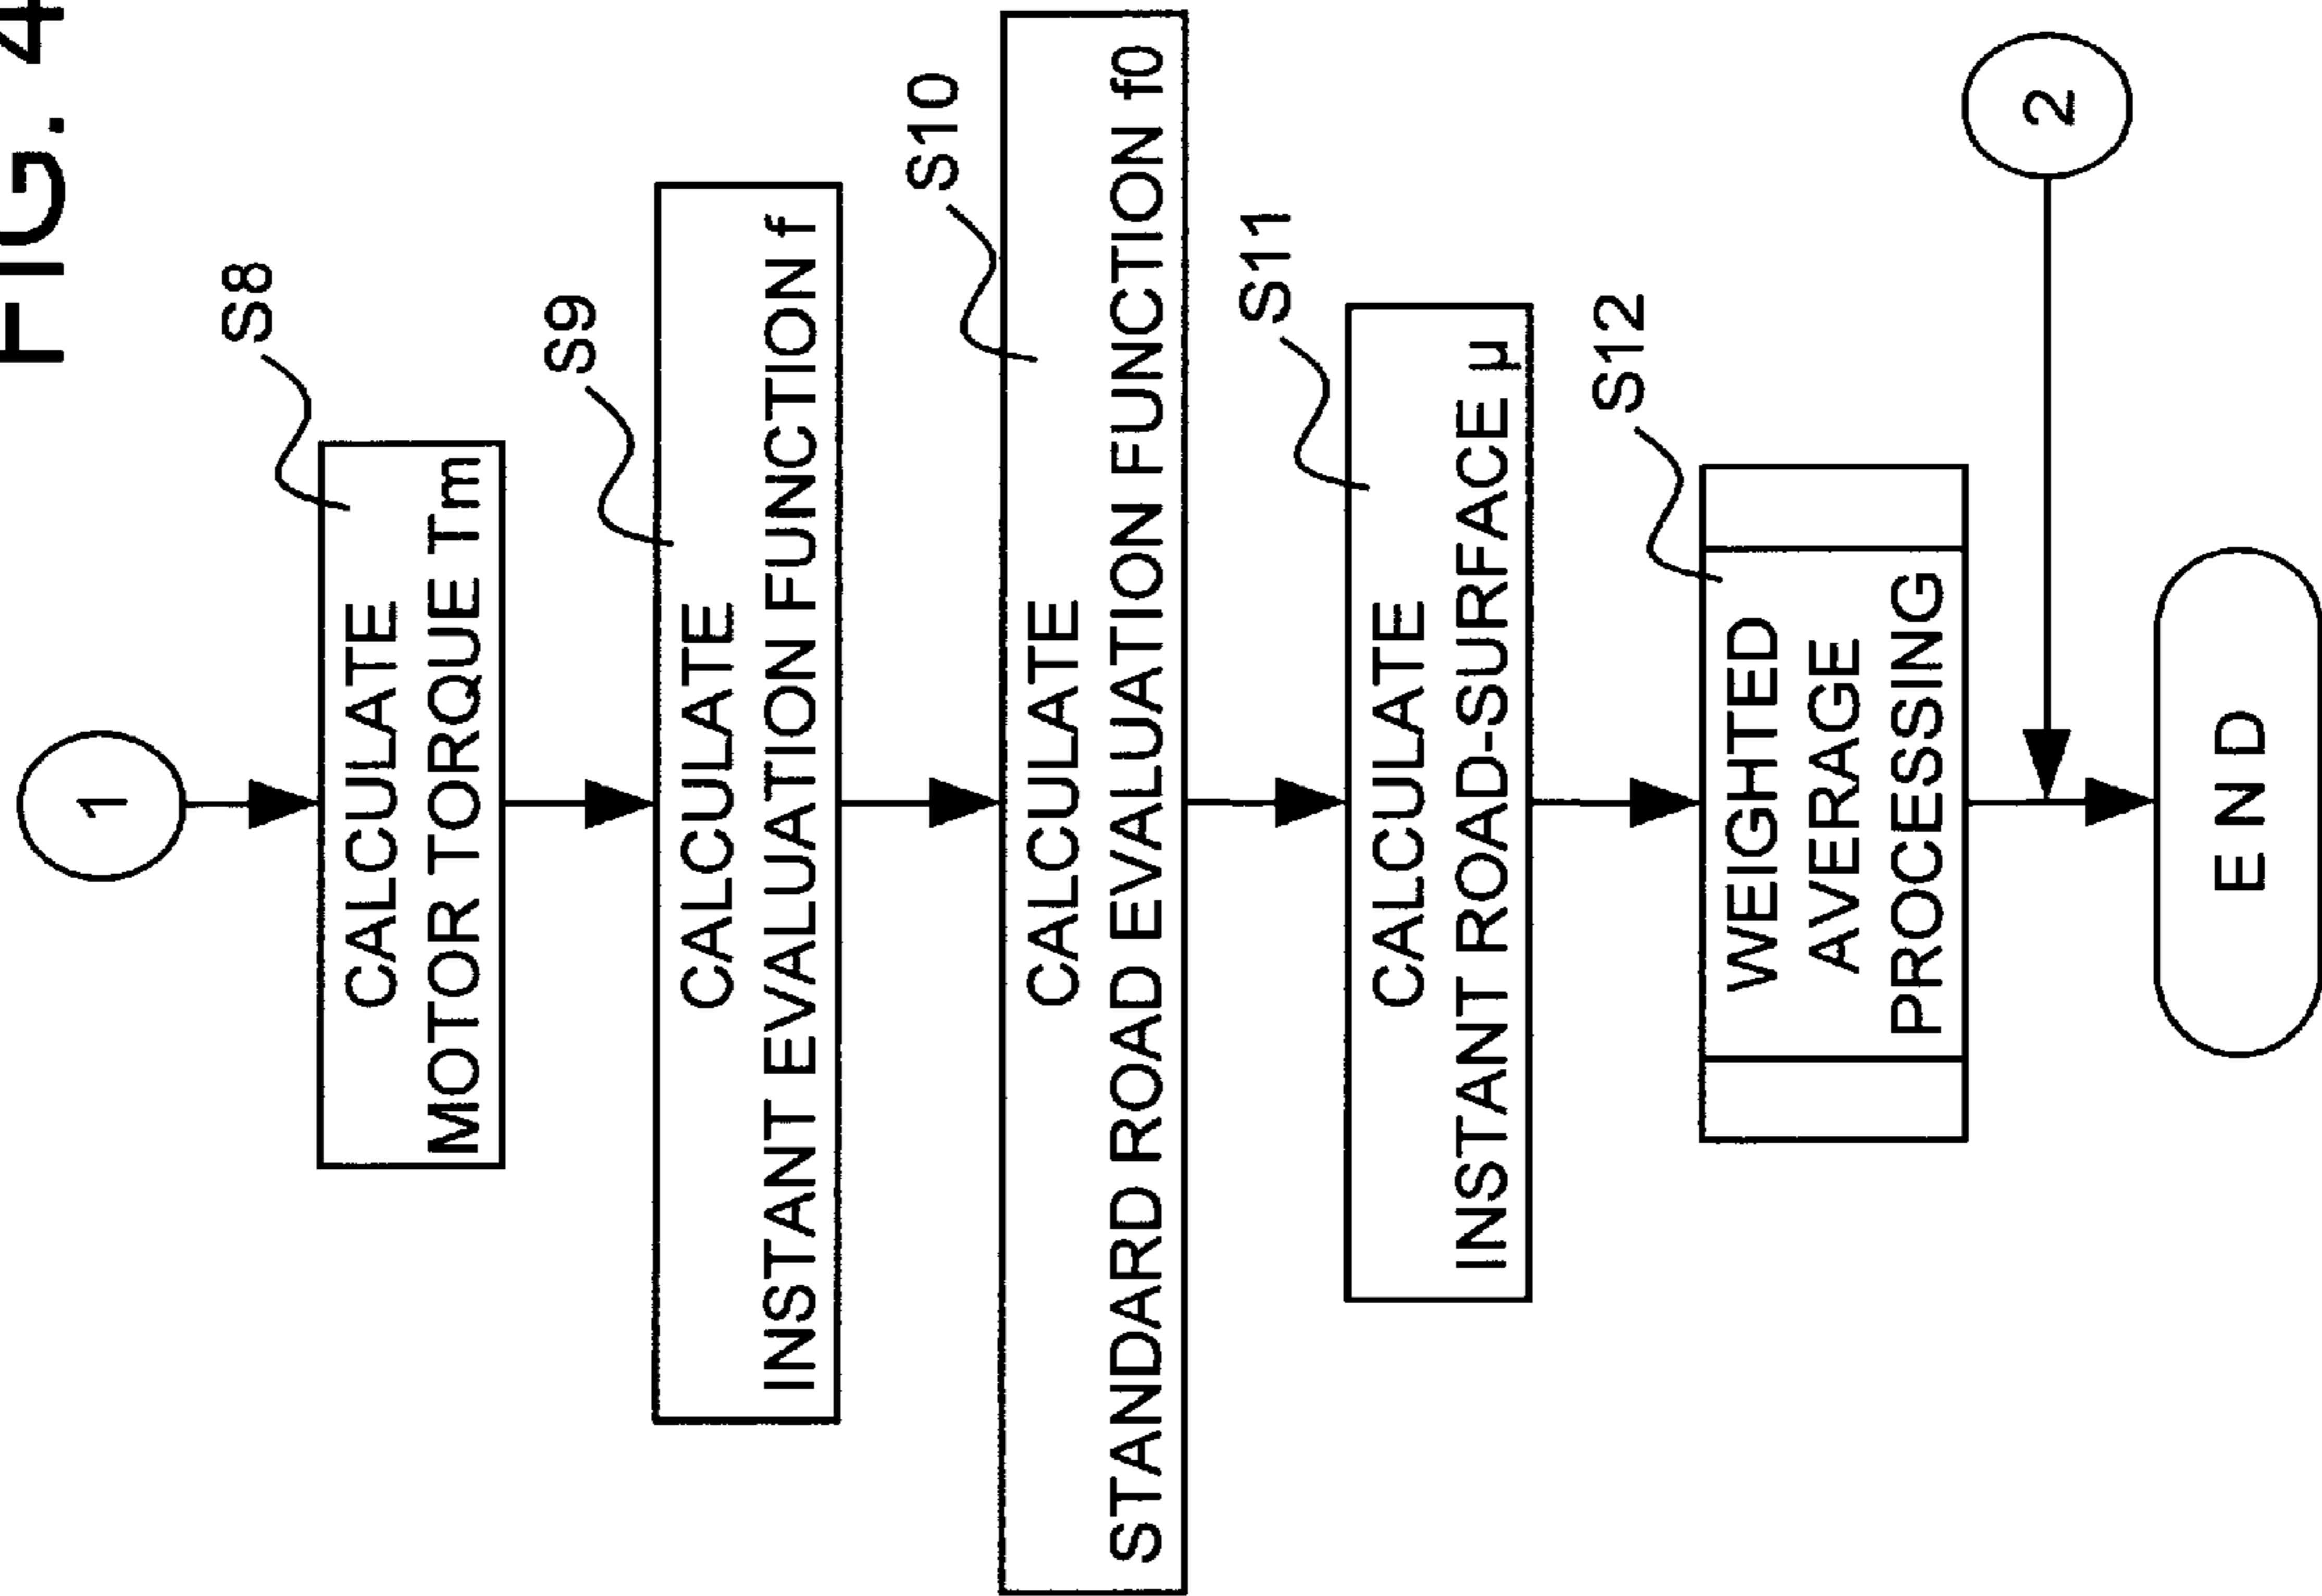 FIG. 4
1
S8
CALCULATE
MOTOR TORQUE Tm
S9
CALCULATE
INSTANT EVALUATION FUNCTION f
S10
CALCULATE
STANDARD ROAD EVALUATION FUNCTION f0
S11
CALCULATE
INSTANT ROAD-SURFACE μ
S12
WEIGHTED
AVERAGE
PROCESSING
2
END